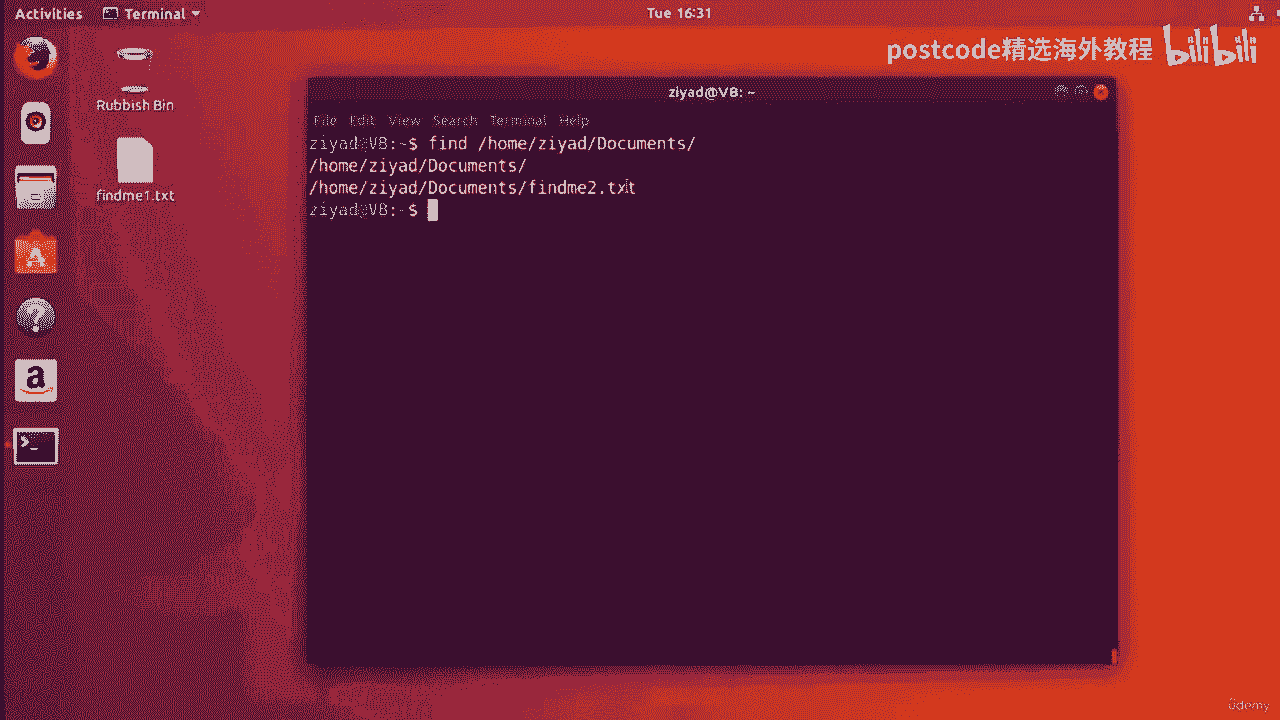 Activities Terminal Tue 16:31
postcode精选海外教程 bilibili
Rubbish Bin
findme1.txt
ziyad@VB: ~
File Edit View Search Terminal Help
ziyad@VB:~$ find /home/ziyad/Documents/
/home/ziyad/Documents/
/home/ziyad/Documents/findme2.txt
ziyad@VB:~$
ûdemy